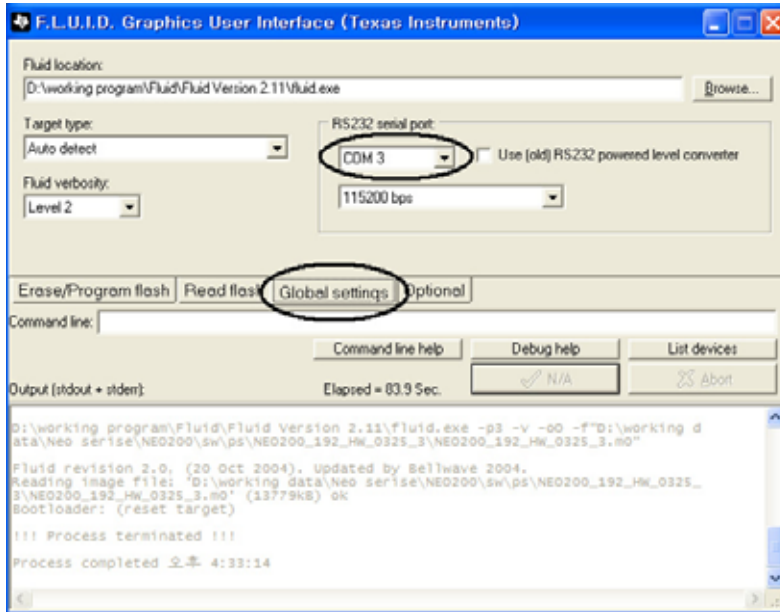 F.L.U.I.D. Graphics User Interface (Texas Instruments)
Fluid location:
D:\working program\Fluid\Fluid Version 2.11\fluid.exe
Browse...
Target type:
Auto detect
RS232 serial port:
COM 3
Use (old) RS232 powered level converter
Fluid verbosity:
Level 2
115200 bps
Erase/Program flash
Read flash
Global settings
Optional
Command line:
Command line help
Debug help
List devices
Output (stdout + stderr):
Elapsed = 83.9 Sec.
N/A
Abort
D:\working program\Fluid\Fluid Version 2.11\fluid.exe -p3 -v -oO -f"D:\working d
ata\Neo serise\NEO200\sw\ps\NEO200_192_HW_0325_3\NEO200_192_HW_0325_3.m0"
Fluid revision 2.0, (20 Oct 2004). Updated by Bellwave 2004.
Reading image file: 'D:\working data\Neo serise\NEO200\sw\ps\NEO200_192_HW_0325_
3\NEO200_192_HW_0325_3.m0' (13779kB) ok
Bootloader: (reset target)
!!! Process terminated !!!
Process completed 오후 4:33:14